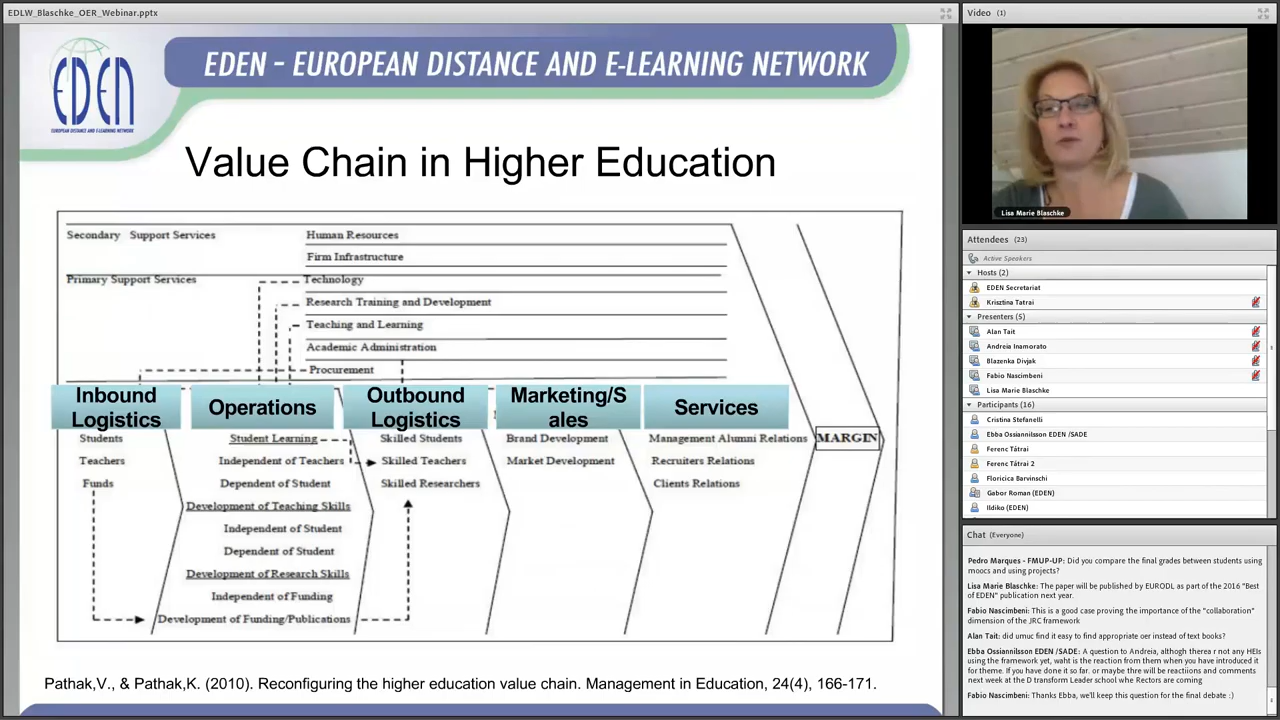 EDLW_Blaschke_OER_Webinar.pptx
EDEN
EUROPEAN DISTANCE AND E-LEARNING NETWORK
EDEN - EUROPEAN DISTANCE AND E-LEARNING NETWORK
Value Chain in Higher Education
Secondary Support Services
Human Resources
Firm Infrastructure
Primary Support Services
Technology
Research Training and Development
Teaching and Learning
Academic Administration
Procurement
Inbound
Logistics
Operations
Outbound
Logistics
Marketing/S
ales
Services
Students
Teachers
Funds
Student Learning
Independent of Teachers
Dependent of Student
Development of Teaching Skills
Independent of Student
Dependent of Student
Development of Research Skills
Independent of Funding
Development of Funding/Publications
Skilled Students
Skilled Teachers
Skilled Researchers
Brand Development
Market Development
Management Alumni Relations
Recruiters Relations
Clients Relations
MARGIN
Pathak,V., & Pathak,K. (2010). Reconfiguring the higher education value chain. Management in Education, 24(4), 166-171.
Video (1)
Lisa Marie Blaschke
Attendees (23)
Active Speakers
Hosts (2)
EDEN Secretariat
Krisztina Tatrai
Presenters (5)
Alan Tait
Andreia Inamorato
Blazenka Divjak
Fabio Nascimbeni
Lisa Marie Blaschke
Participants (16)
Cristina Stefanelli
Ebba Ossiannilsson EDEN /SADE
Ferenc Tátrai
Ferenc Tátrai 2
Floricica Barvinschi
Gabor Roman (EDEN)
Ildiko (EDEN)
Chat (Everyone)
Pedro Marques - FMUP-UP: Did you compare the final grades between students using
moocs and using projects?
Lisa Marie Blaschke: The paper will be published by EURODL as part of the 2016 "Best
of EDEN" publication next year.
Fabio Nascimbeni: This is a good case proving the importance of the "collaboration"
dimension of the JRC framework
Alan Tait: did umuc find it easy to find appropriate oer instead of text books?
Ebba Ossiannilsson EDEN /SADE: A question to Andreia, althogh therea r not any HEIs
using the framework yet, waht is the reaction from them when you have introduced it
for theme. If you have done it so far. or maybe thre will be reactions and comments
next week at the D transform Leader school whe Rectors are coming
Fabio Nascimbeni: Thanks Ebba, we'll keep this question for the final debate :)